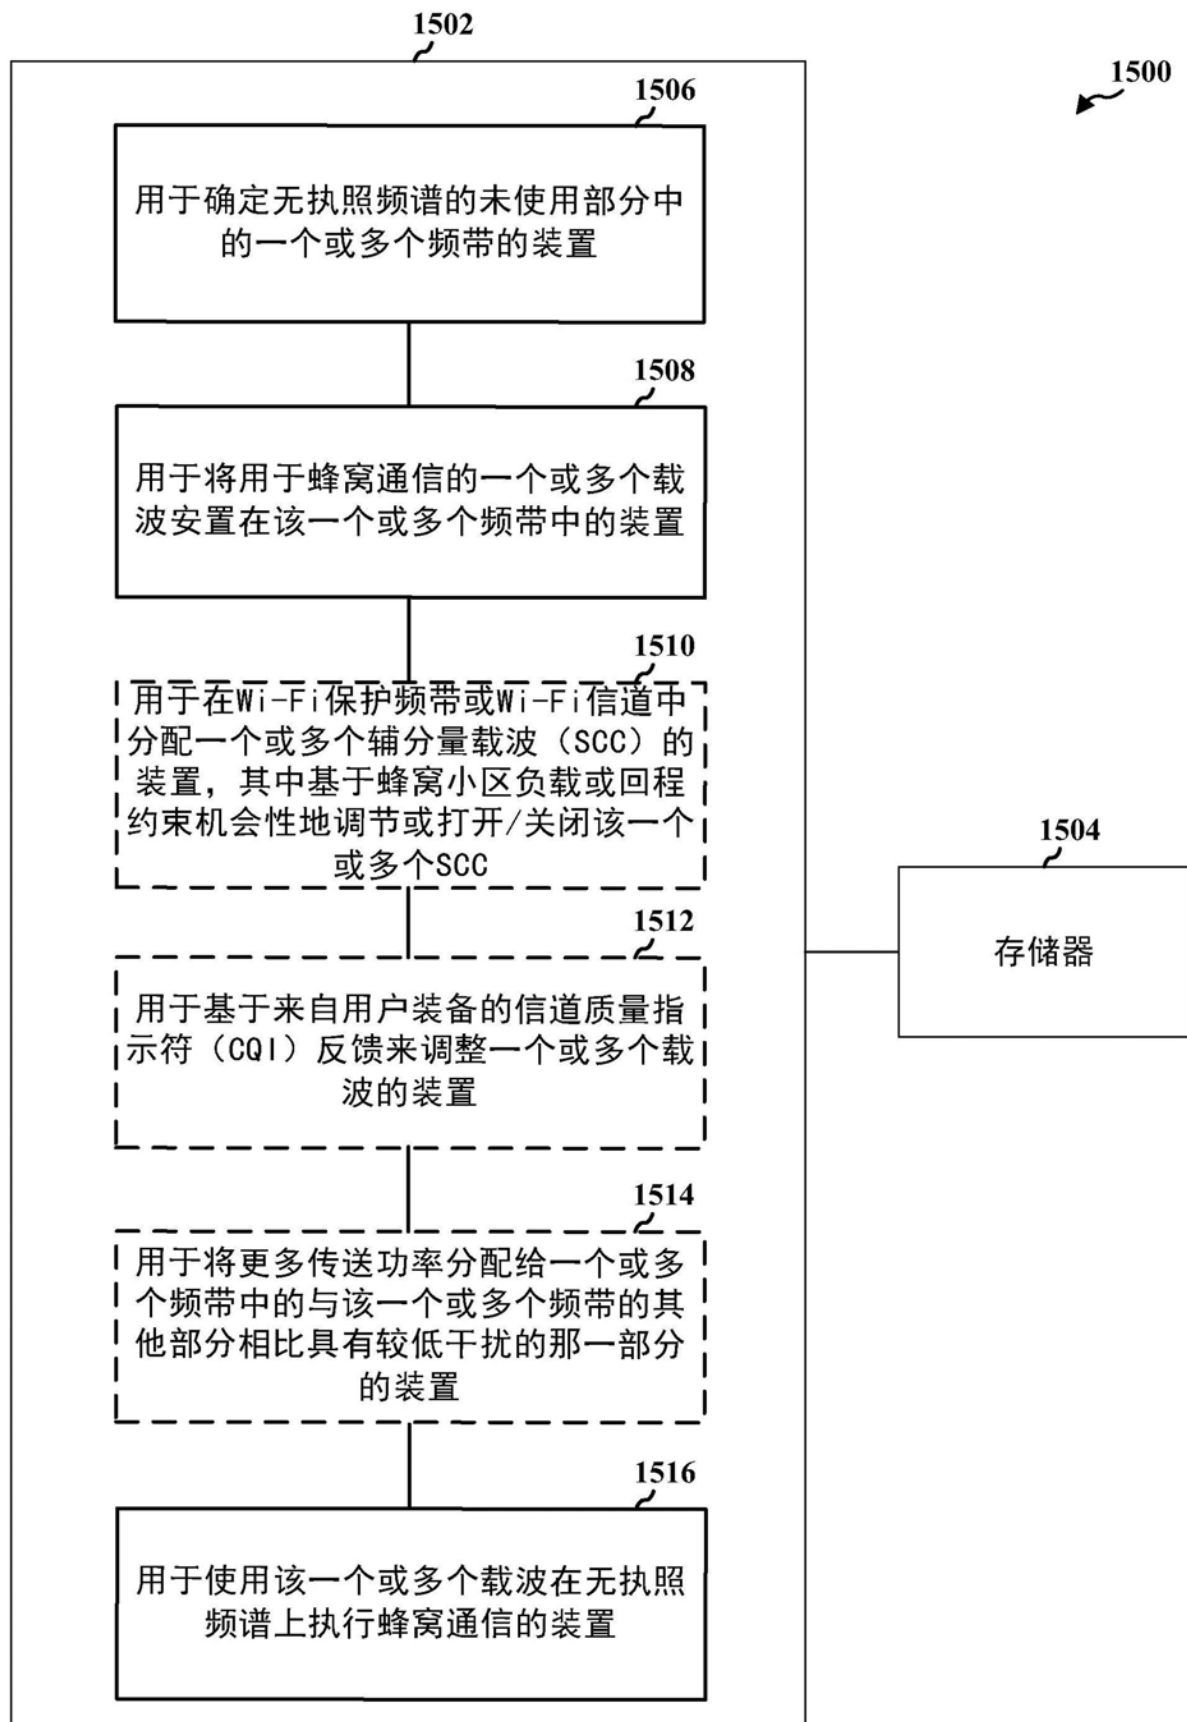 1502
1500
1506
用于确定无执照频谱的未使用部分中
的一个或多个频带的装置
1508
用于将用于蜂窝通信的一个或多个载
波安置在该一个或多个频带中的装置
1510
用于在Wi-Fi保护频带或Wi-Fi信道中
分配一个或多个辅分量载波（SCC）的
装置，其中基于蜂窝小区负载或回程
约束机会性地调节或打开/关闭该一个
或多个SCC
1504
存储器
1512
用于基于来自用户装备的信道质量指
示符（CQI）反馈来调整一个或多个载
波的装置
1514
用于将更多传送功率分配给一个或多
个频带中的与该一个或多个频带的其
他部分相比具有较低干扰的那一部分
的装置
1516
用于使用该一个或多个载波在无执照
频谱上执行蜂窝通信的装置